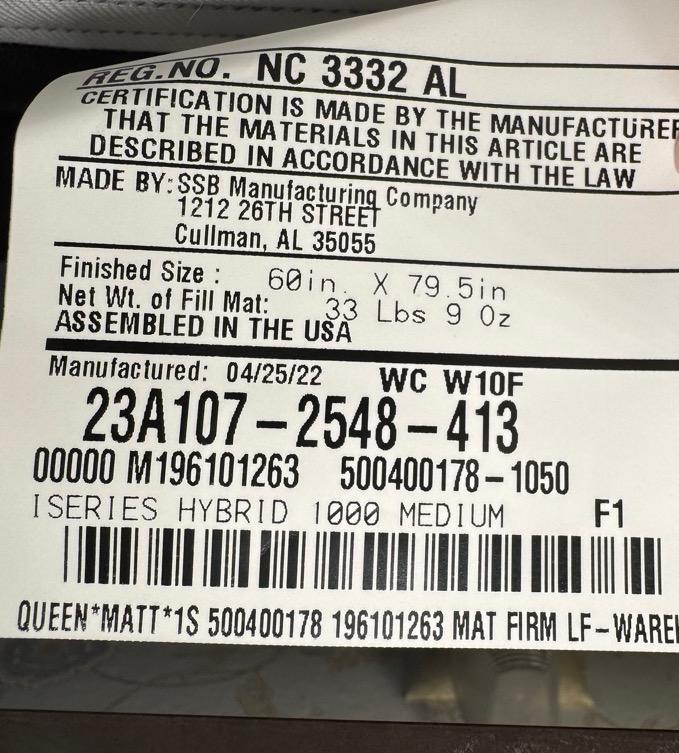 REG. NO. NC 3332 AL
CERTIFICATION IS MADE BY THE MANUFACTURER
THAT THE MATERIALS IN THIS ARTICLE ARE
DESCRIBED IN ACCORDANCE WITH THE LAW
MADE BY: SSB Manufacturing Company
1212 26TH STREET
Cullman, AL 35055
Finished Size : 60in. X 79.5in
Net Wt. of Fill Mat: 33 Lbs 9 Oz
ASSEMBLED IN THE USA
Manufactured: 04/25/22 WC W10F
23A107-2548-413
00000 M196101263 500400178-1050
ISERIES HYBRID 1000 MEDIUM F1
QUEEN*MATT*1S 500400178 196101263 MAT FIRM LF-WARE